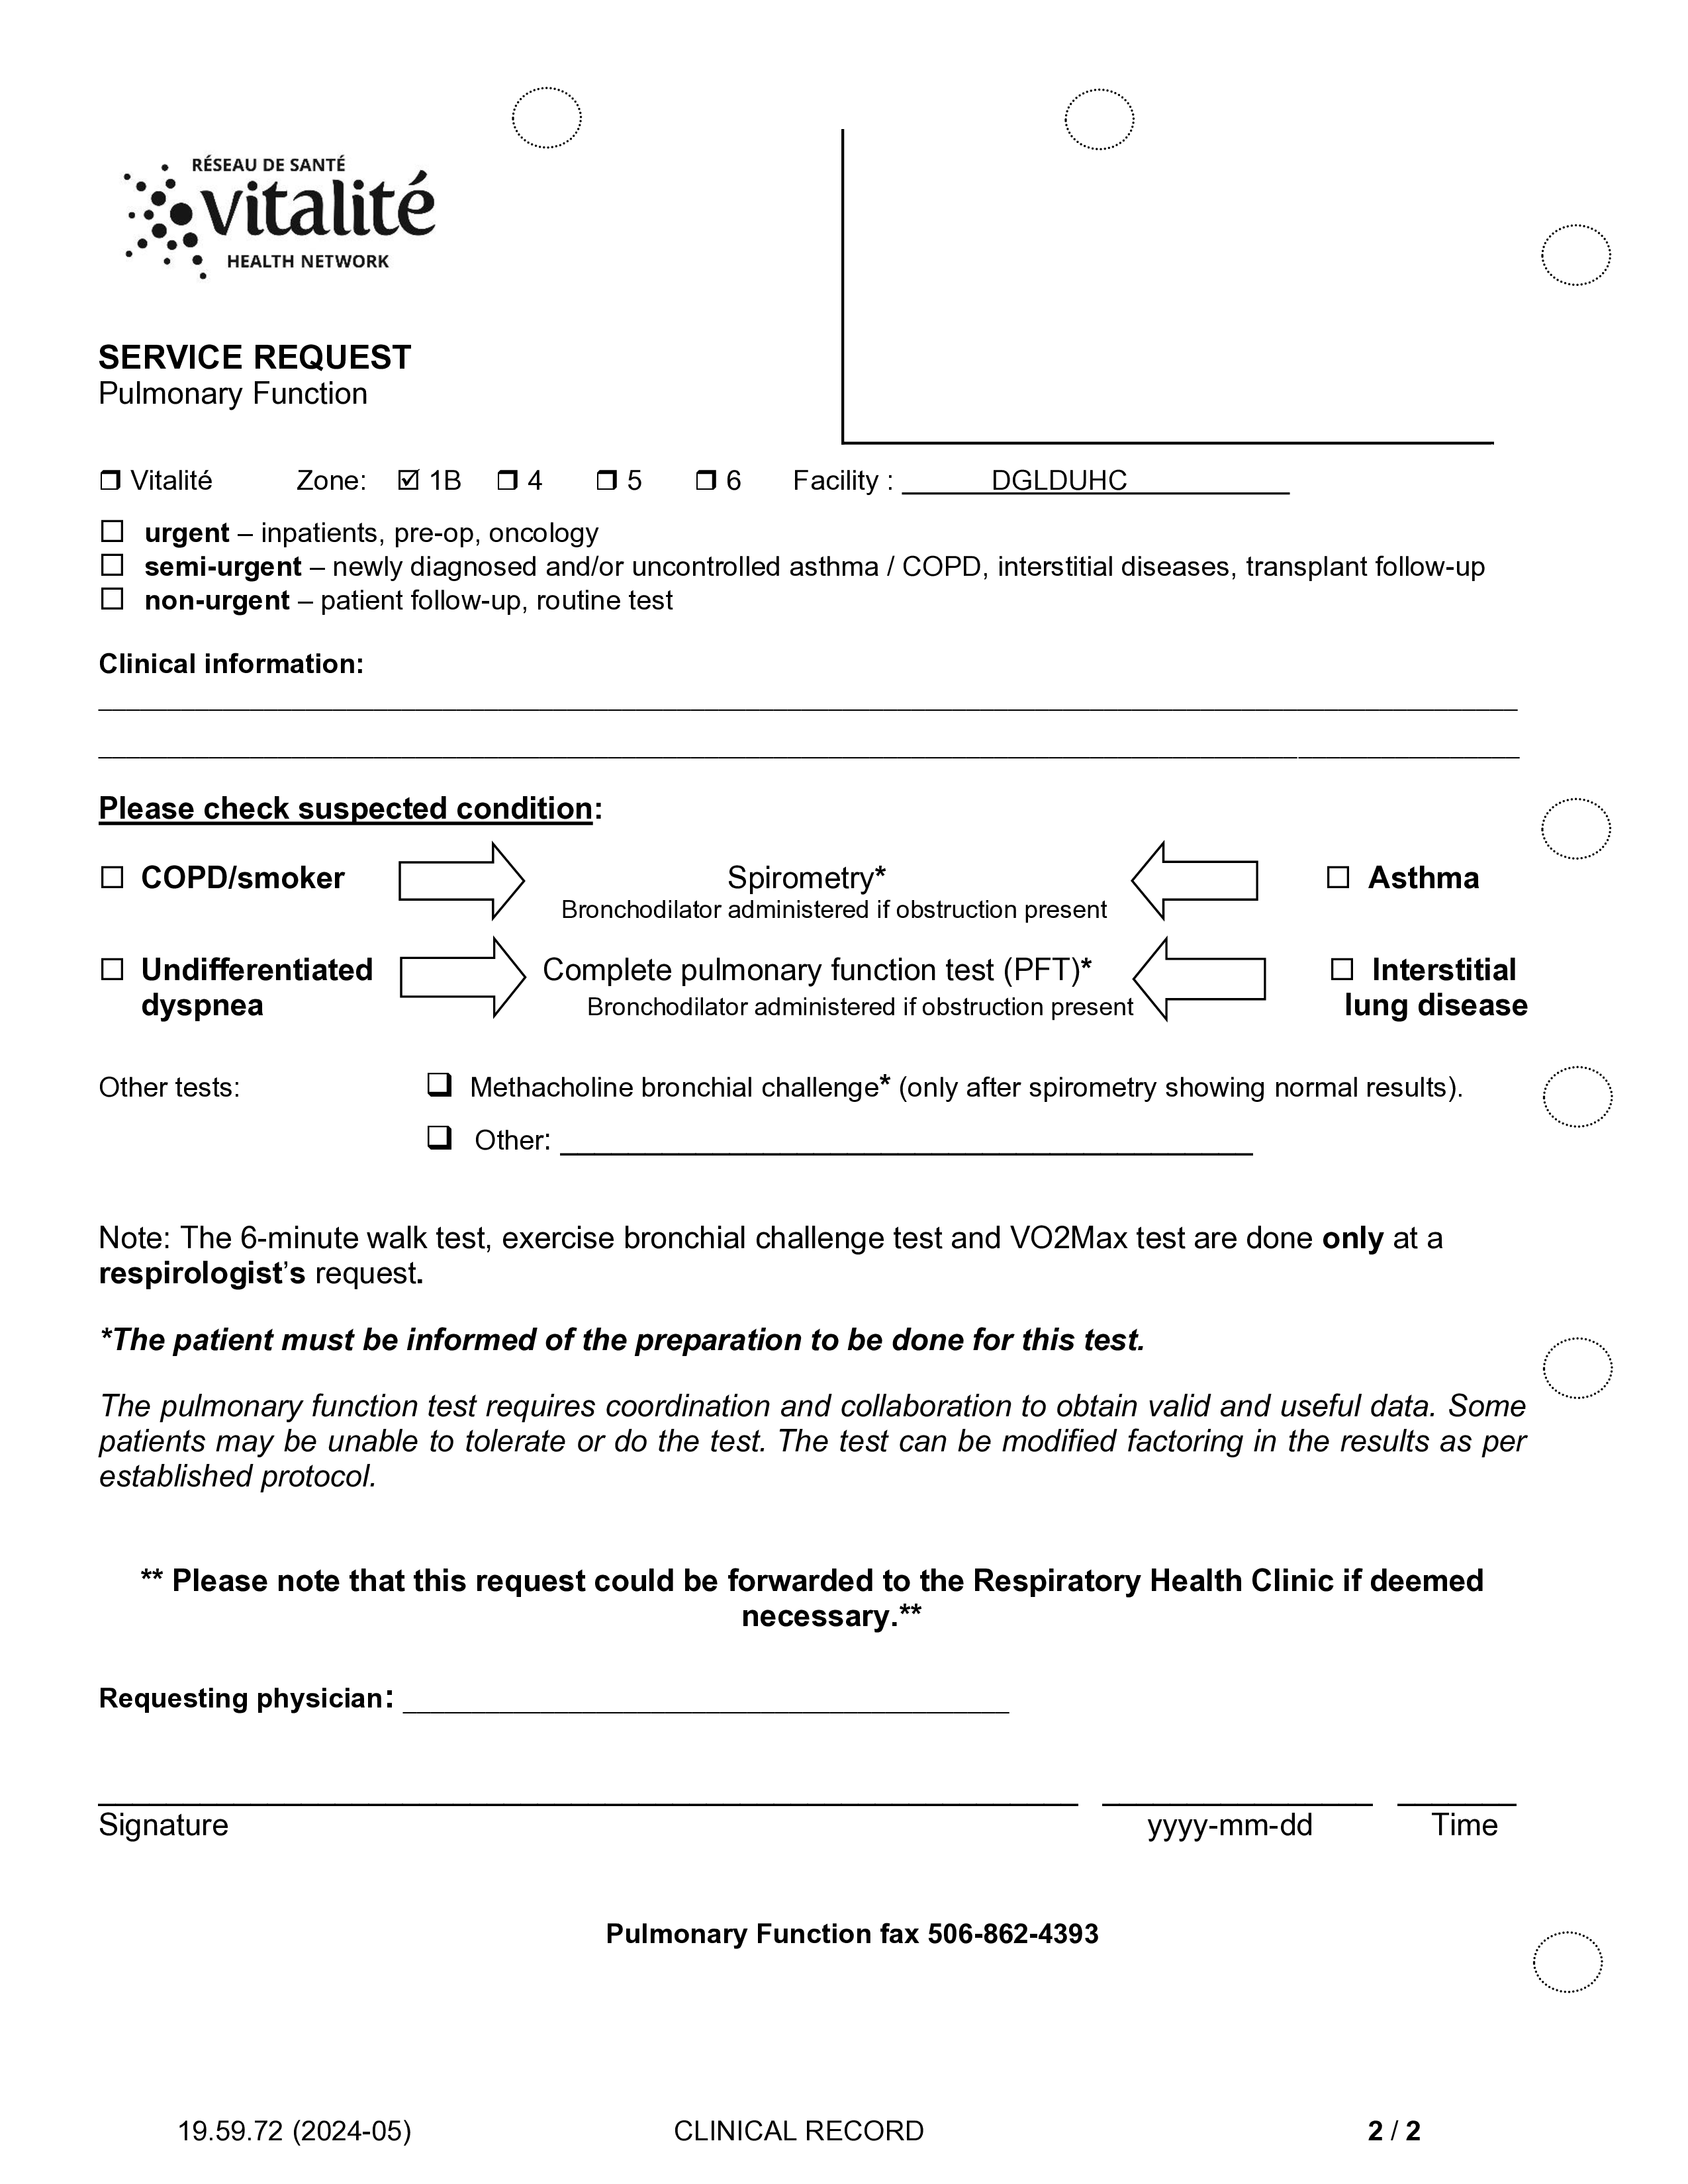 RÉSEAU DE SANTÉ
vitalité
HEALTH NETWORK
SERVICE REQUEST
Pulmonary Function
❒ Vitalité Zone: ☑ 1B ❒ 4 ❒ 5 ❒ 6 Facility : DGLDUHC
☐ urgent – inpatients, pre-op, oncology
☐ semi-urgent – newly diagnosed and/or uncontrolled asthma / COPD, interstitial diseases, transplant follow-up
☐ non-urgent – patient follow-up, routine test
Clinical information:
Please check suspected condition:
☐ COPD/smoker Spirometry* ☐ Asthma
Bronchodilator administered if obstruction present
☐ Undifferentiated Complete pulmonary function test (PFT)* ☐ Interstitial
dyspnea Bronchodilator administered if obstruction present lung disease
Other tests: ❑ Methacholine bronchial challenge* (only after spirometry showing normal results).
❑ Other:
Note: The 6-minute walk test, exercise bronchial challenge test and VO2Max test are done only at a
respirologist’s request.
*The patient must be informed of the preparation to be done for this test.
The pulmonary function test requires coordination and collaboration to obtain valid and useful data. Some
patients may be unable to tolerate or do the test. The test can be modified factoring in the results as per
established protocol.
** Please note that this request could be forwarded to the Respiratory Health Clinic if deemed
necessary.**
Requesting physician:
Signature yyyy-mm-dd Time
Pulmonary Function fax 506-862-4393
19.59.72 (2024-05) CLINICAL RECORD 2 / 2